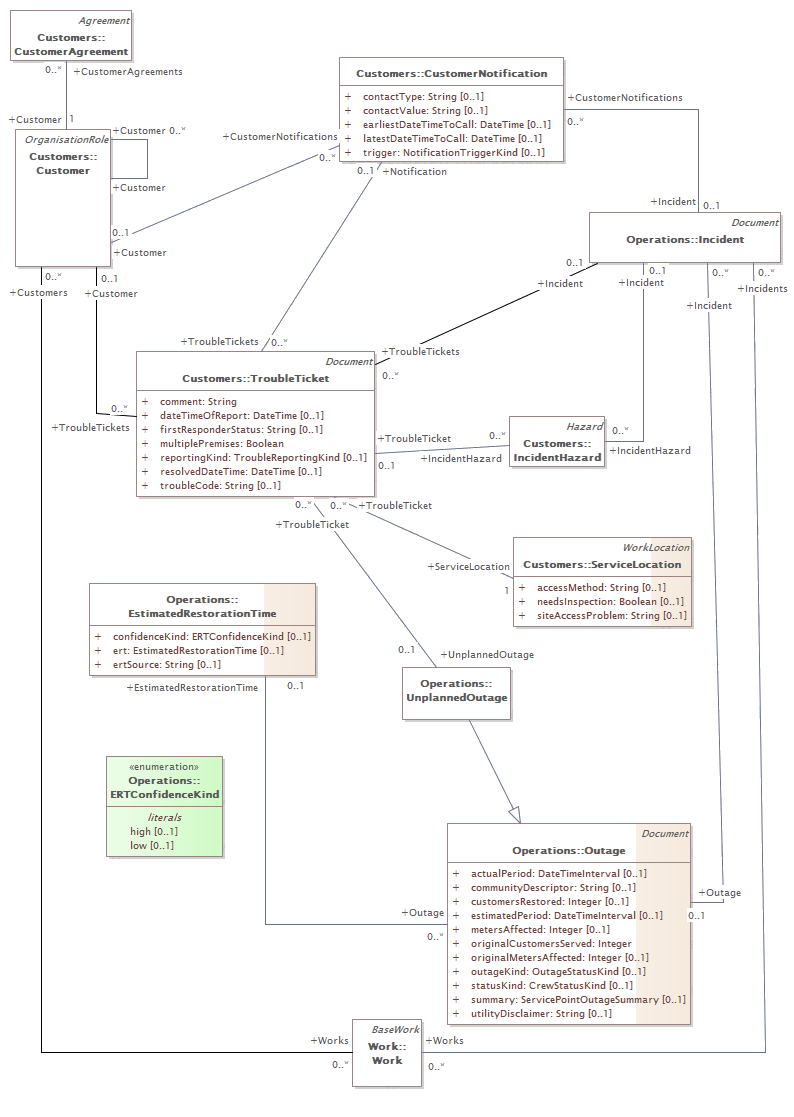 Agreement
Customers::
CustomerAgreement
0..*
+CustomerAgreements
+Customer
1
OrganisationRole
Customers::
Customer
+Customer 0..*
+Customer
0..1
+Customer
0..*
+Customers
0..1
+Customer
Customers::CustomerNotification
+ contactType: String [0..1]
+ contactValue: String [0..1]
+ earliestDateTimeToCall: DateTime [0..1]
+ latestDateTimeToCall: DateTime [0..1]
+ trigger: NotificationTriggerKind [0..1]
+CustomerNotifications
0..*
+CustomerNotifications
0..*
0..1
+Notification
+Incident
0..1
Document
Operations::Incident
0..1
+Incident
0..1
+Incident
0..*
+Incident
0..*
+Incidents
+TroubleTickets
0..*
+TroubleTickets
0..*
Document
Customers::TroubleTicket
+ comment: String
+ dateTimeOfReport: DateTime [0..1]
+ firstResponderStatus: String [0..1]
+ multiplePremises: Boolean
+ reportingKind: TroubleReportingKind [0..1]
+ resolvedDateTime: DateTime [0..1]
+ troubleCode: String [0..1]
0..*
+TroubleTickets
+TroubleTicket
0..1
0..*
+IncidentHazard
Hazard
Customers::
IncidentHazard
0..*
+IncidentHazard
0..*
+TroubleTicket
0..*
+TroubleTicket
+ServiceLocation
1
WorkLocation
Customers::ServiceLocation
+ accessMethod: String [0..1]
+ needsInspection: Boolean [0..1]
+ siteAccessProblem: String [0..1]
Operations::
EstimatedRestorationTime
+ confidenceKind: ERTConfidenceKind [0..1]
+ ert: EstimatedRestorationTime [0..1]
+ ertSource: String [0..1]
+EstimatedRestorationTime
0..1
0..1
+UnplannedOutage
Operations::
UnplannedOutage
«enumeration»
Operations::
ERTConfidenceKind
literals
high [0..1]
low [0..1]
Document
Operations::Outage
+ actualPeriod: DateTimeInterval [0..1]
+ communityDescriptor: String [0..1]
+ customersRestored: Integer [0..1]
+ estimatedPeriod: DateTimeInterval [0..1]
+ metersAffected: Integer [0..1]
+ originalCustomersServed: Integer
+ originalMetersAffected: Integer [0..1]
+ outageKind: OutageStatusKind [0..1]
+ statusKind: CrewStatusKind [0..1]
+ summary: ServicePointOutageSummary [0..1]
+ utilityDisclaimer: String [0..1]
+Outage
0..1
+Outage
0..*
BaseWork
Work::
Work
+Works
0..*
+Works
0..*